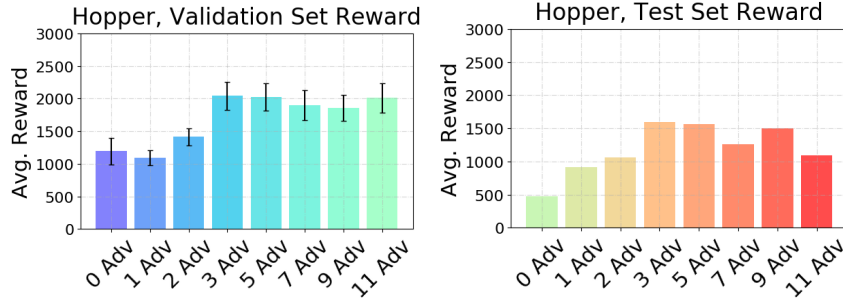 Hopper, Validation Set Reward
Avg. Reward
3000
2500
2000
1500
1000
500
0
0 Adv
1 Adv
2 Adv
3 Adv
5 Adv
7 Adv
9 Adv
11 Adv
Hopper, Test Set Reward
Avg. Reward
3000
2500
2000
1500
1000
500
0
0 Adv
1 Adv
2 Adv
3 Adv
5 Adv
7 Adv
9 Adv
11 Adv